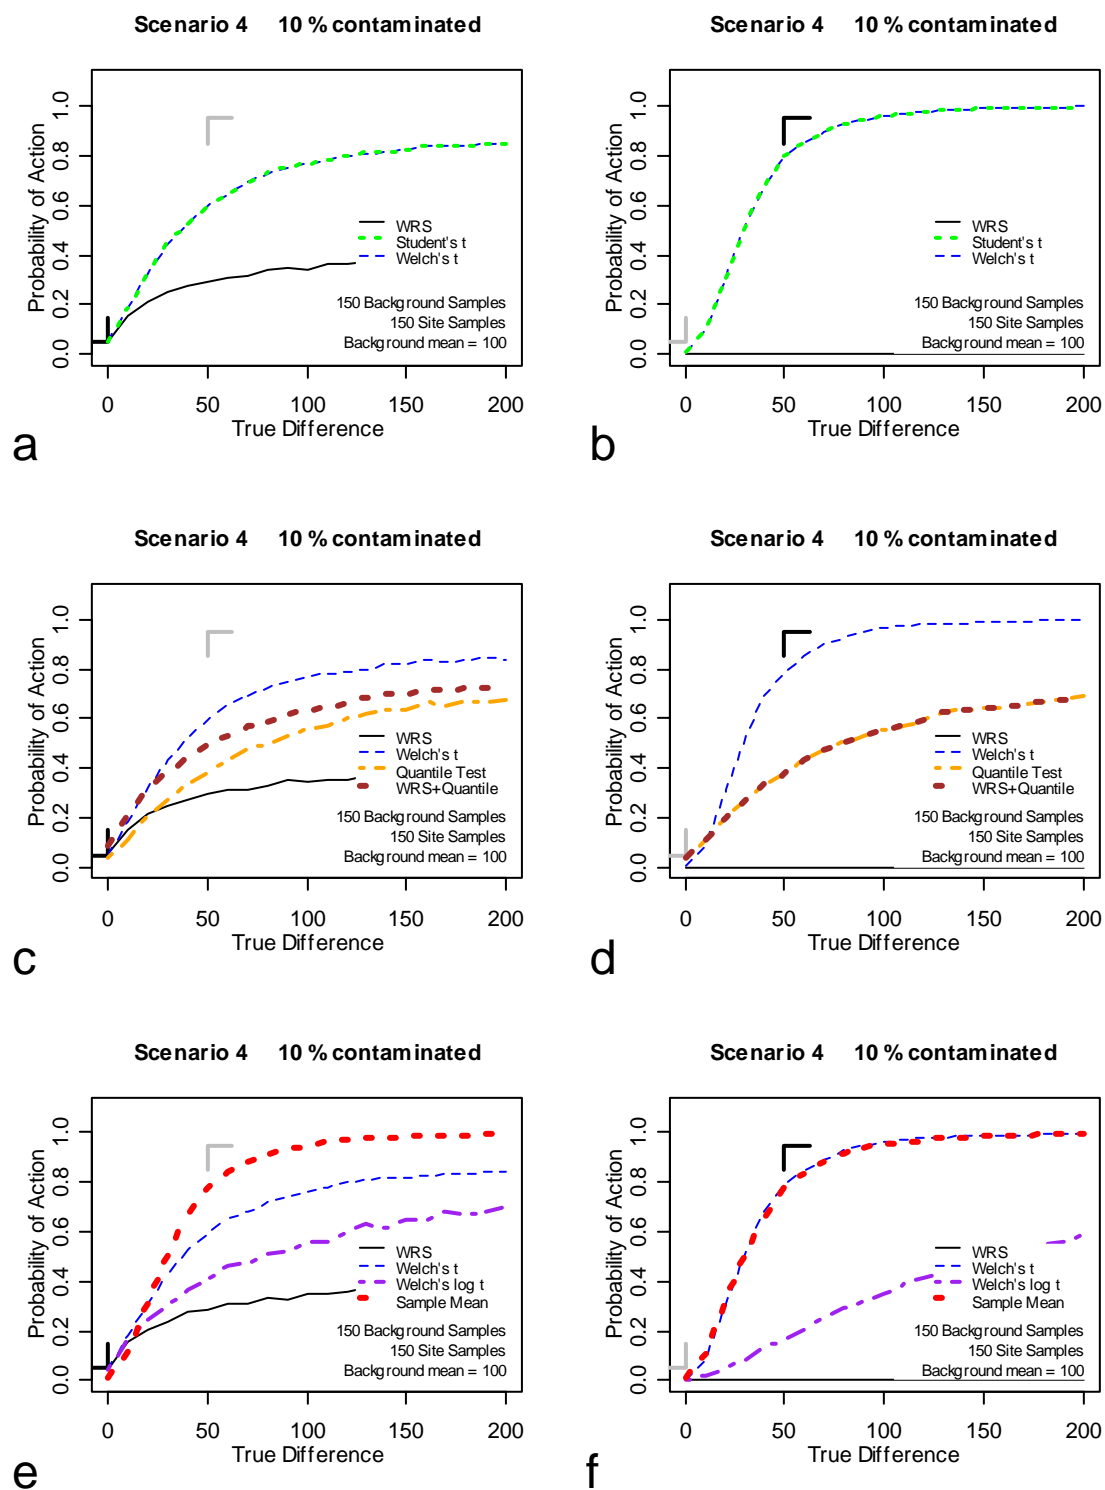 Scenario 4 10 % contaminated
Probability of Action
0.0 0.2 0.4 0.6 0.8 1.0
WRS
Student's t
Welch's t
150 Background Samples
150 Site Samples
Background mean = 100
0 50 100 150 200
True Difference
a
Scenario 4 10 % contaminated
Probability of Action
0.0 0.2 0.4 0.6 0.8 1.0
WRS
Student's t
Welch's t
150 Background Samples
150 Site Samples
Background mean = 100
0 50 100 150 200
True Difference
b
Scenario 4 10 % contaminated
Probability of Action
0.0 0.2 0.4 0.6 0.8 1.0
WRS
Welch's t
Quantile Test
WRS+Quantile
150 Background Samples
150 Site Samples
Background mean = 100
0 50 100 150 200
True Difference
c
Scenario 4 10 % contaminated
Probability of Action
0.0 0.2 0.4 0.6 0.8 1.0
WRS
Welch's t
Quantile Test
WRS+Quantile
150 Background Samples
150 Site Samples
Background mean = 100
0 50 100 150 200
True Difference
d
Scenario 4 10 % contaminated
Probability of Action
0.0 0.2 0.4 0.6 0.8 1.0
WRS
Welch's t
Welch's log t
Sample Mean
150 Background Samples
150 Site Samples
Background mean = 100
0 50 100 150 200
True Difference
e
Scenario 4 10 % contaminated
Probability of Action
0.0 0.2 0.4 0.6 0.8 1.0
WRS
Welch's t
Welch's log t
Sample Mean
150 Background Samples
150 Site Samples
Background mean = 100
0 50 100 150 200
True Difference
f